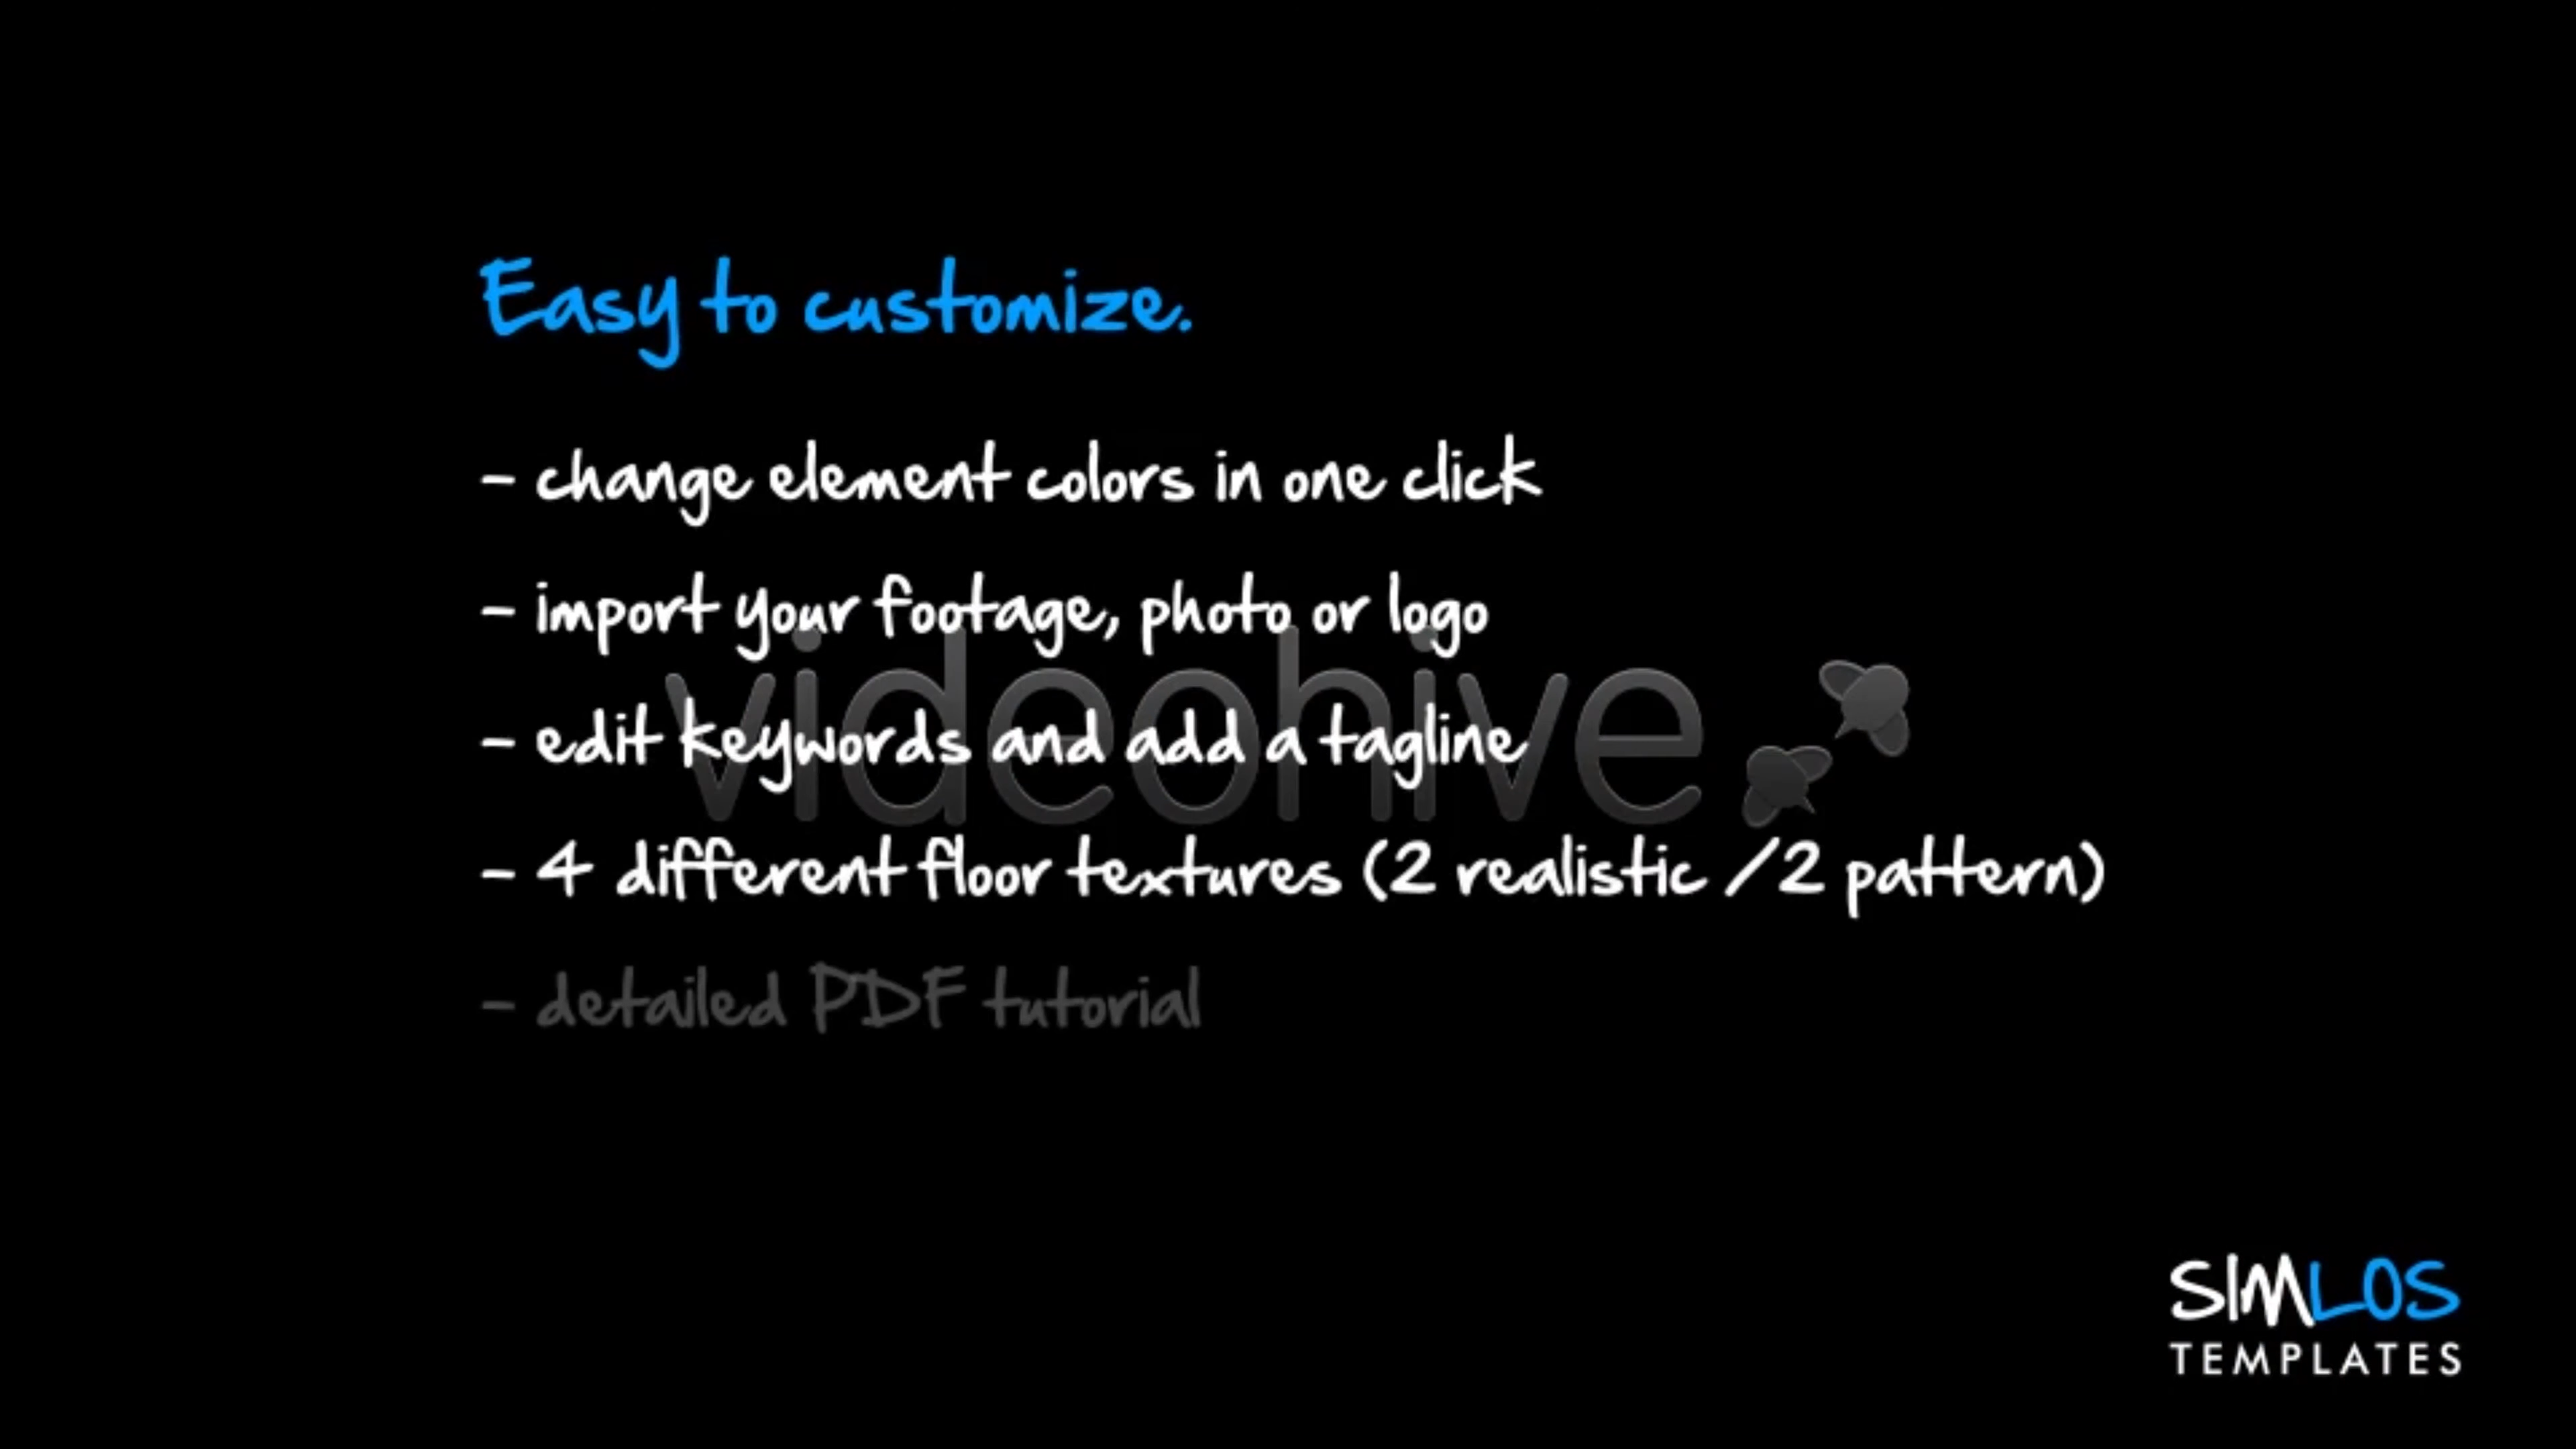 Easy to customize.
- change element colors in one click
- import your footage, photo or logo
- edit keywords and add a tagline
videohive
- 4 different floor textures (2 realistic /2 pattern)
- detailed PDF tutorial
SIMLOS
TEMPLATES